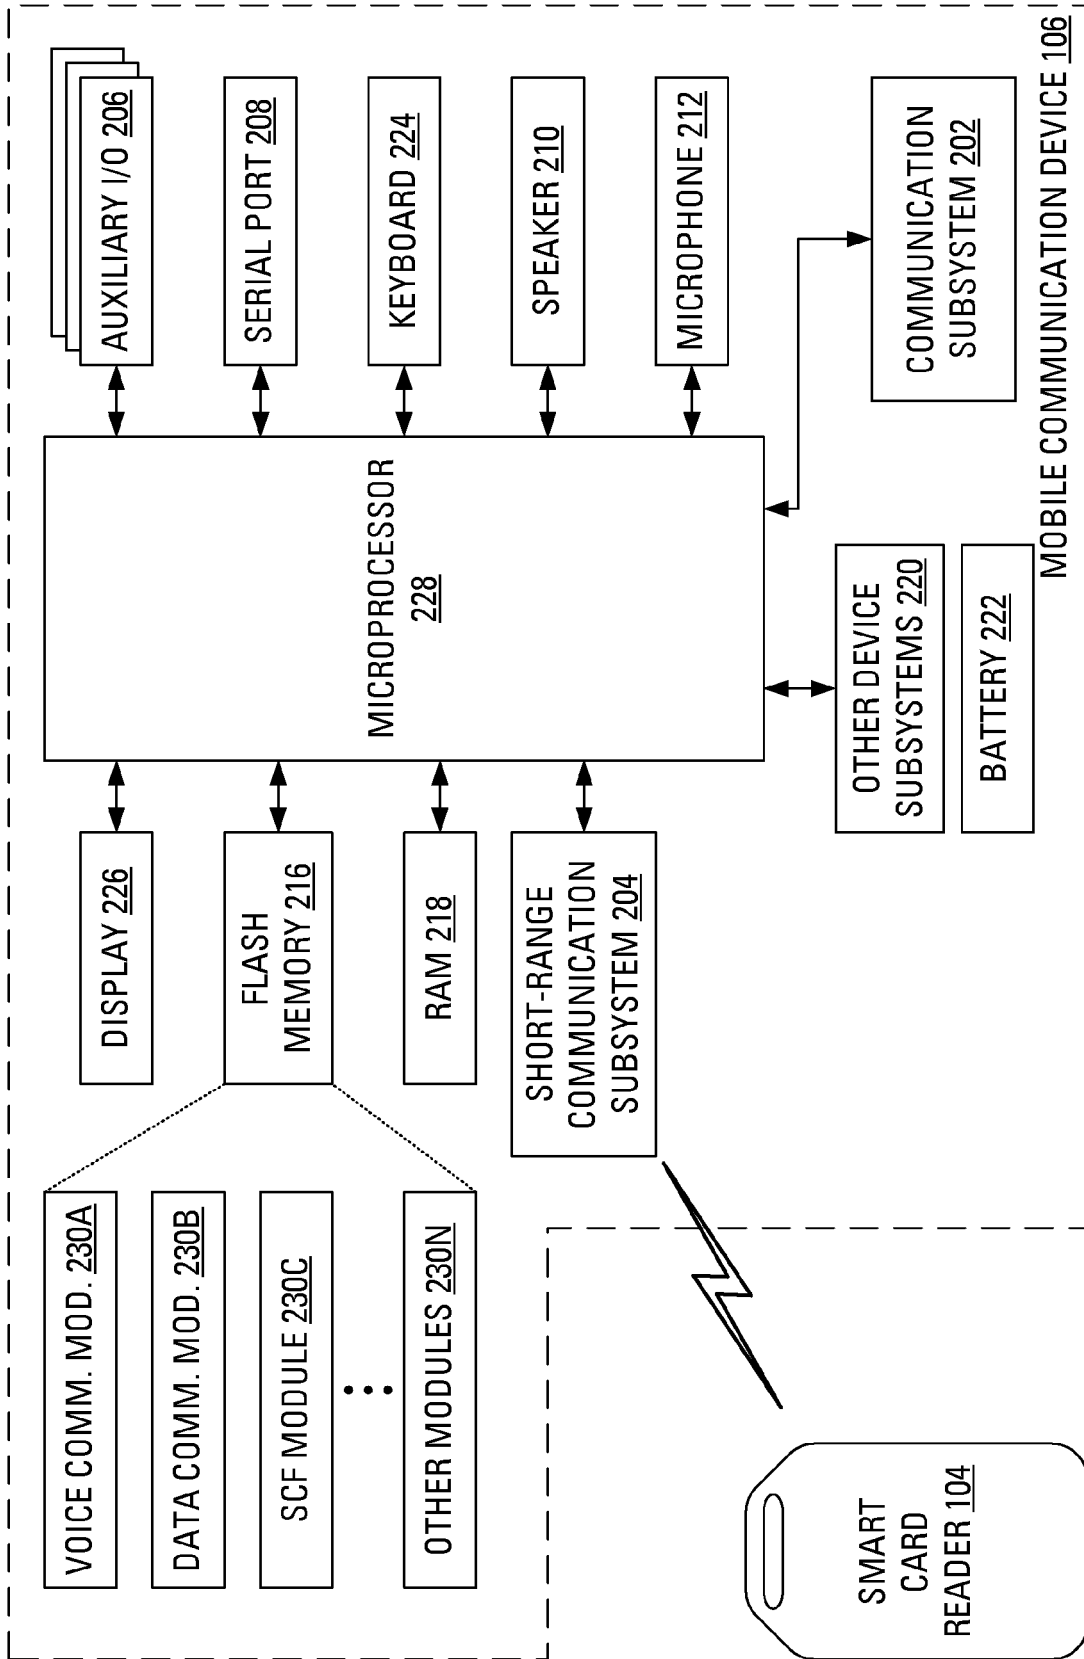 VOICE COMM. MOD. 230A
DATA COMM. MOD. 230B
SCF MODULE 230C
OTHER MODULES 230N
DISPLAY 226
FLASH
MEMORY 216
RAM 218
SHORT-RANGE
COMMUNICATION
SUBSYSTEM 204
MICROPROCESSOR
228
AUXILIARY I/O 206
SERIAL PORT 208
KEYBOARD 224
SPEAKER 210
MICROPHONE 212
SMART
CARD
READER 104
OTHER DEVICE
SUBSYSTEMS 220
BATTERY 222
COMMUNICATION
SUBSYSTEM 202
MOBILE COMMUNICATION DEVICE 106